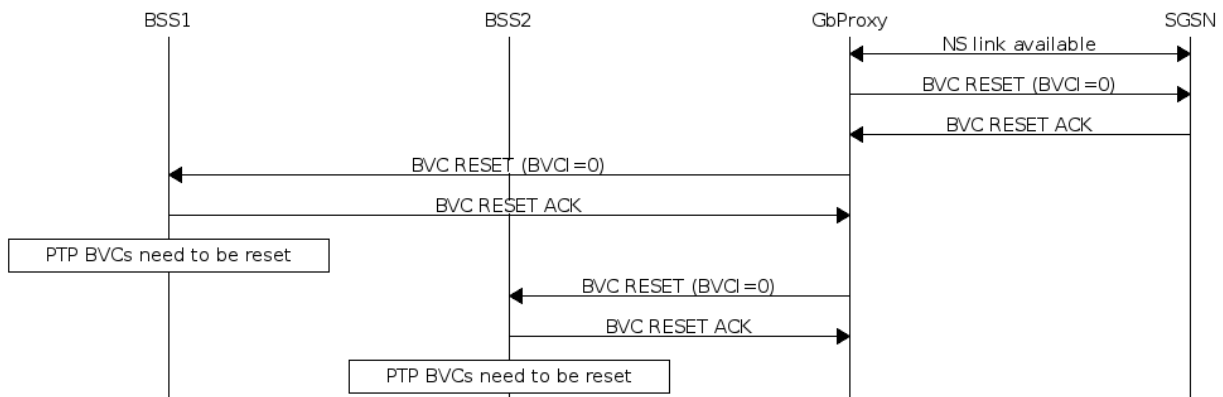 BSS1 BSS2 GbProxy SGSN
NS link available
BVC RESET (BVCI=0)
BVC RESET ACK
BVC RESET (BVCI=0)
BVC RESET ACK
PTP BVCs need to be reset
BVC RESET (BVCI=0)
BVC RESET ACK
PTP BVCs need to be reset